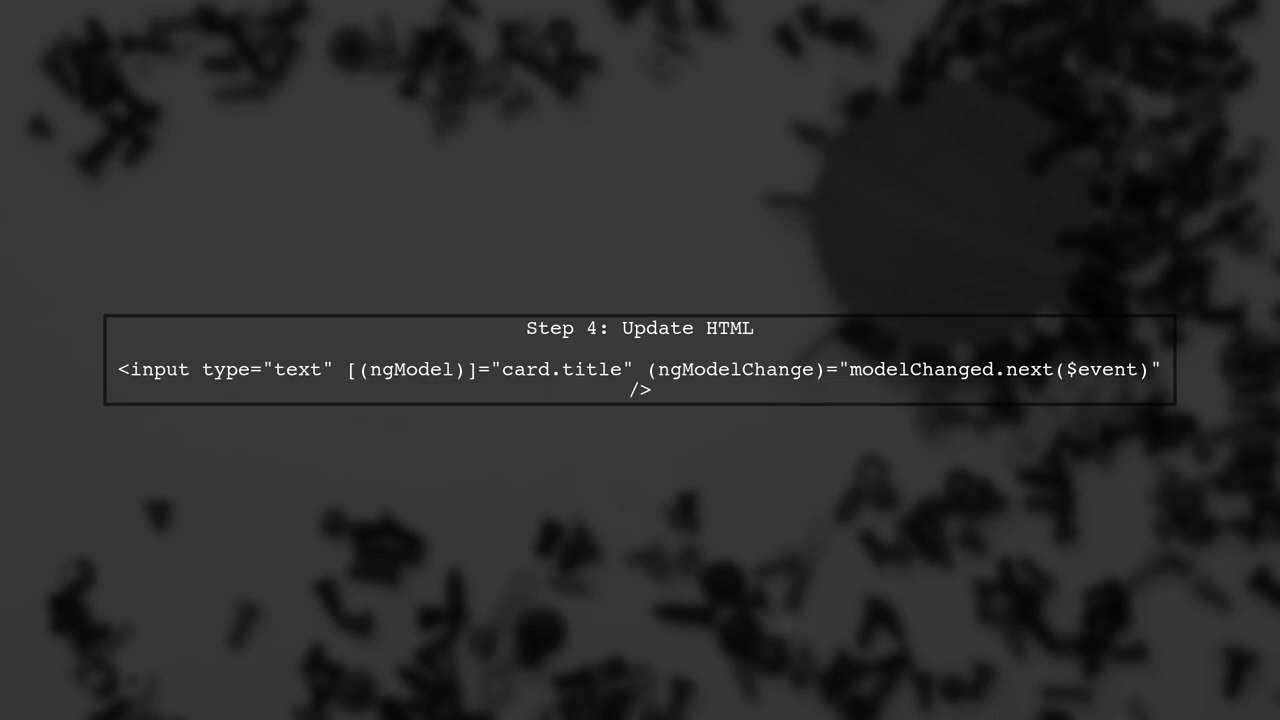 Step 4: Update HTML
<input type="text" [(ngModel)]="card.title" (ngModelChange)="modelChanged.next($event)"
/>